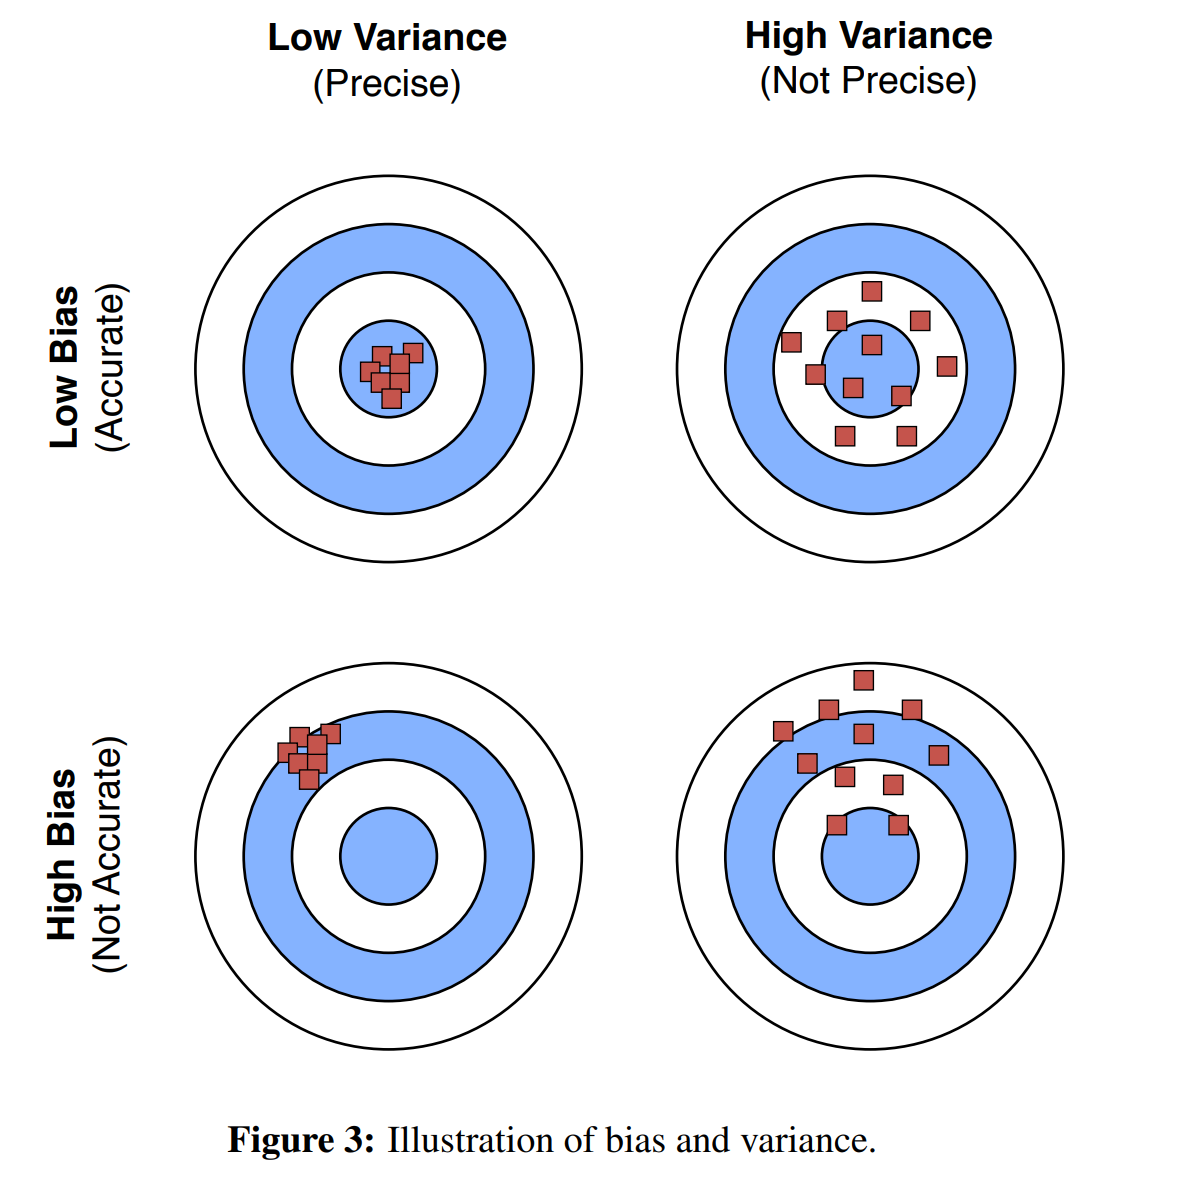 Low Variance
(Precise)
High Variance
(Not Precise)
Low Bias
(Accurate)
High Bias
(Not Accurate)
Figure 3: Illustration of bias and variance.